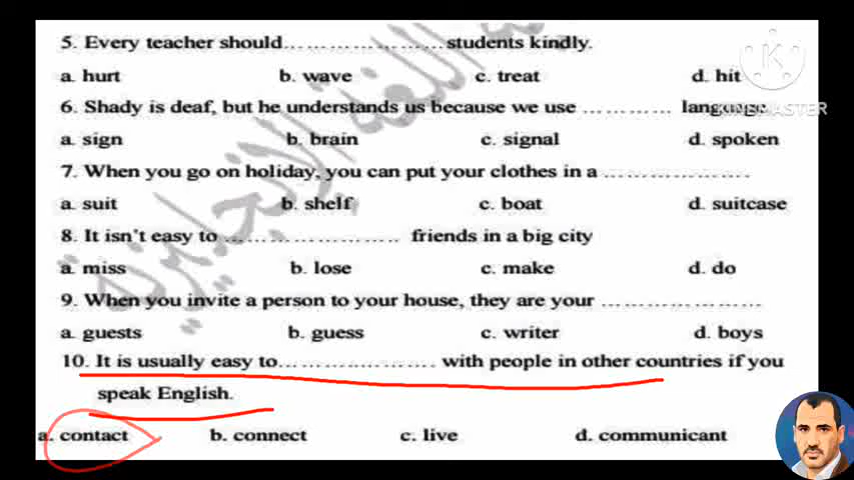 5. Every teacher should………………… students kindly.
a. hurt b. wave c. treat d. hit
6. Shady is deaf, but he understands us because we use ………… language.
a. sign b. brain c. signal d. spoken
7. When you go on holiday, you can put your clothes in a ………………
a. suit b. shelf c. boat d. suitcase
8. It isn't easy to ………………… friends in a big city
a. miss b. lose c. make d. do
9. When you invite a person to your house, they are your ………………
a. guests b. guess c. writer d. boys
10. It is usually easy to………………… with people in other countries if you
speak English.
a. contact b. connect c. live d. communicant
K
KINEMASTER
اللغة الإنجليزية